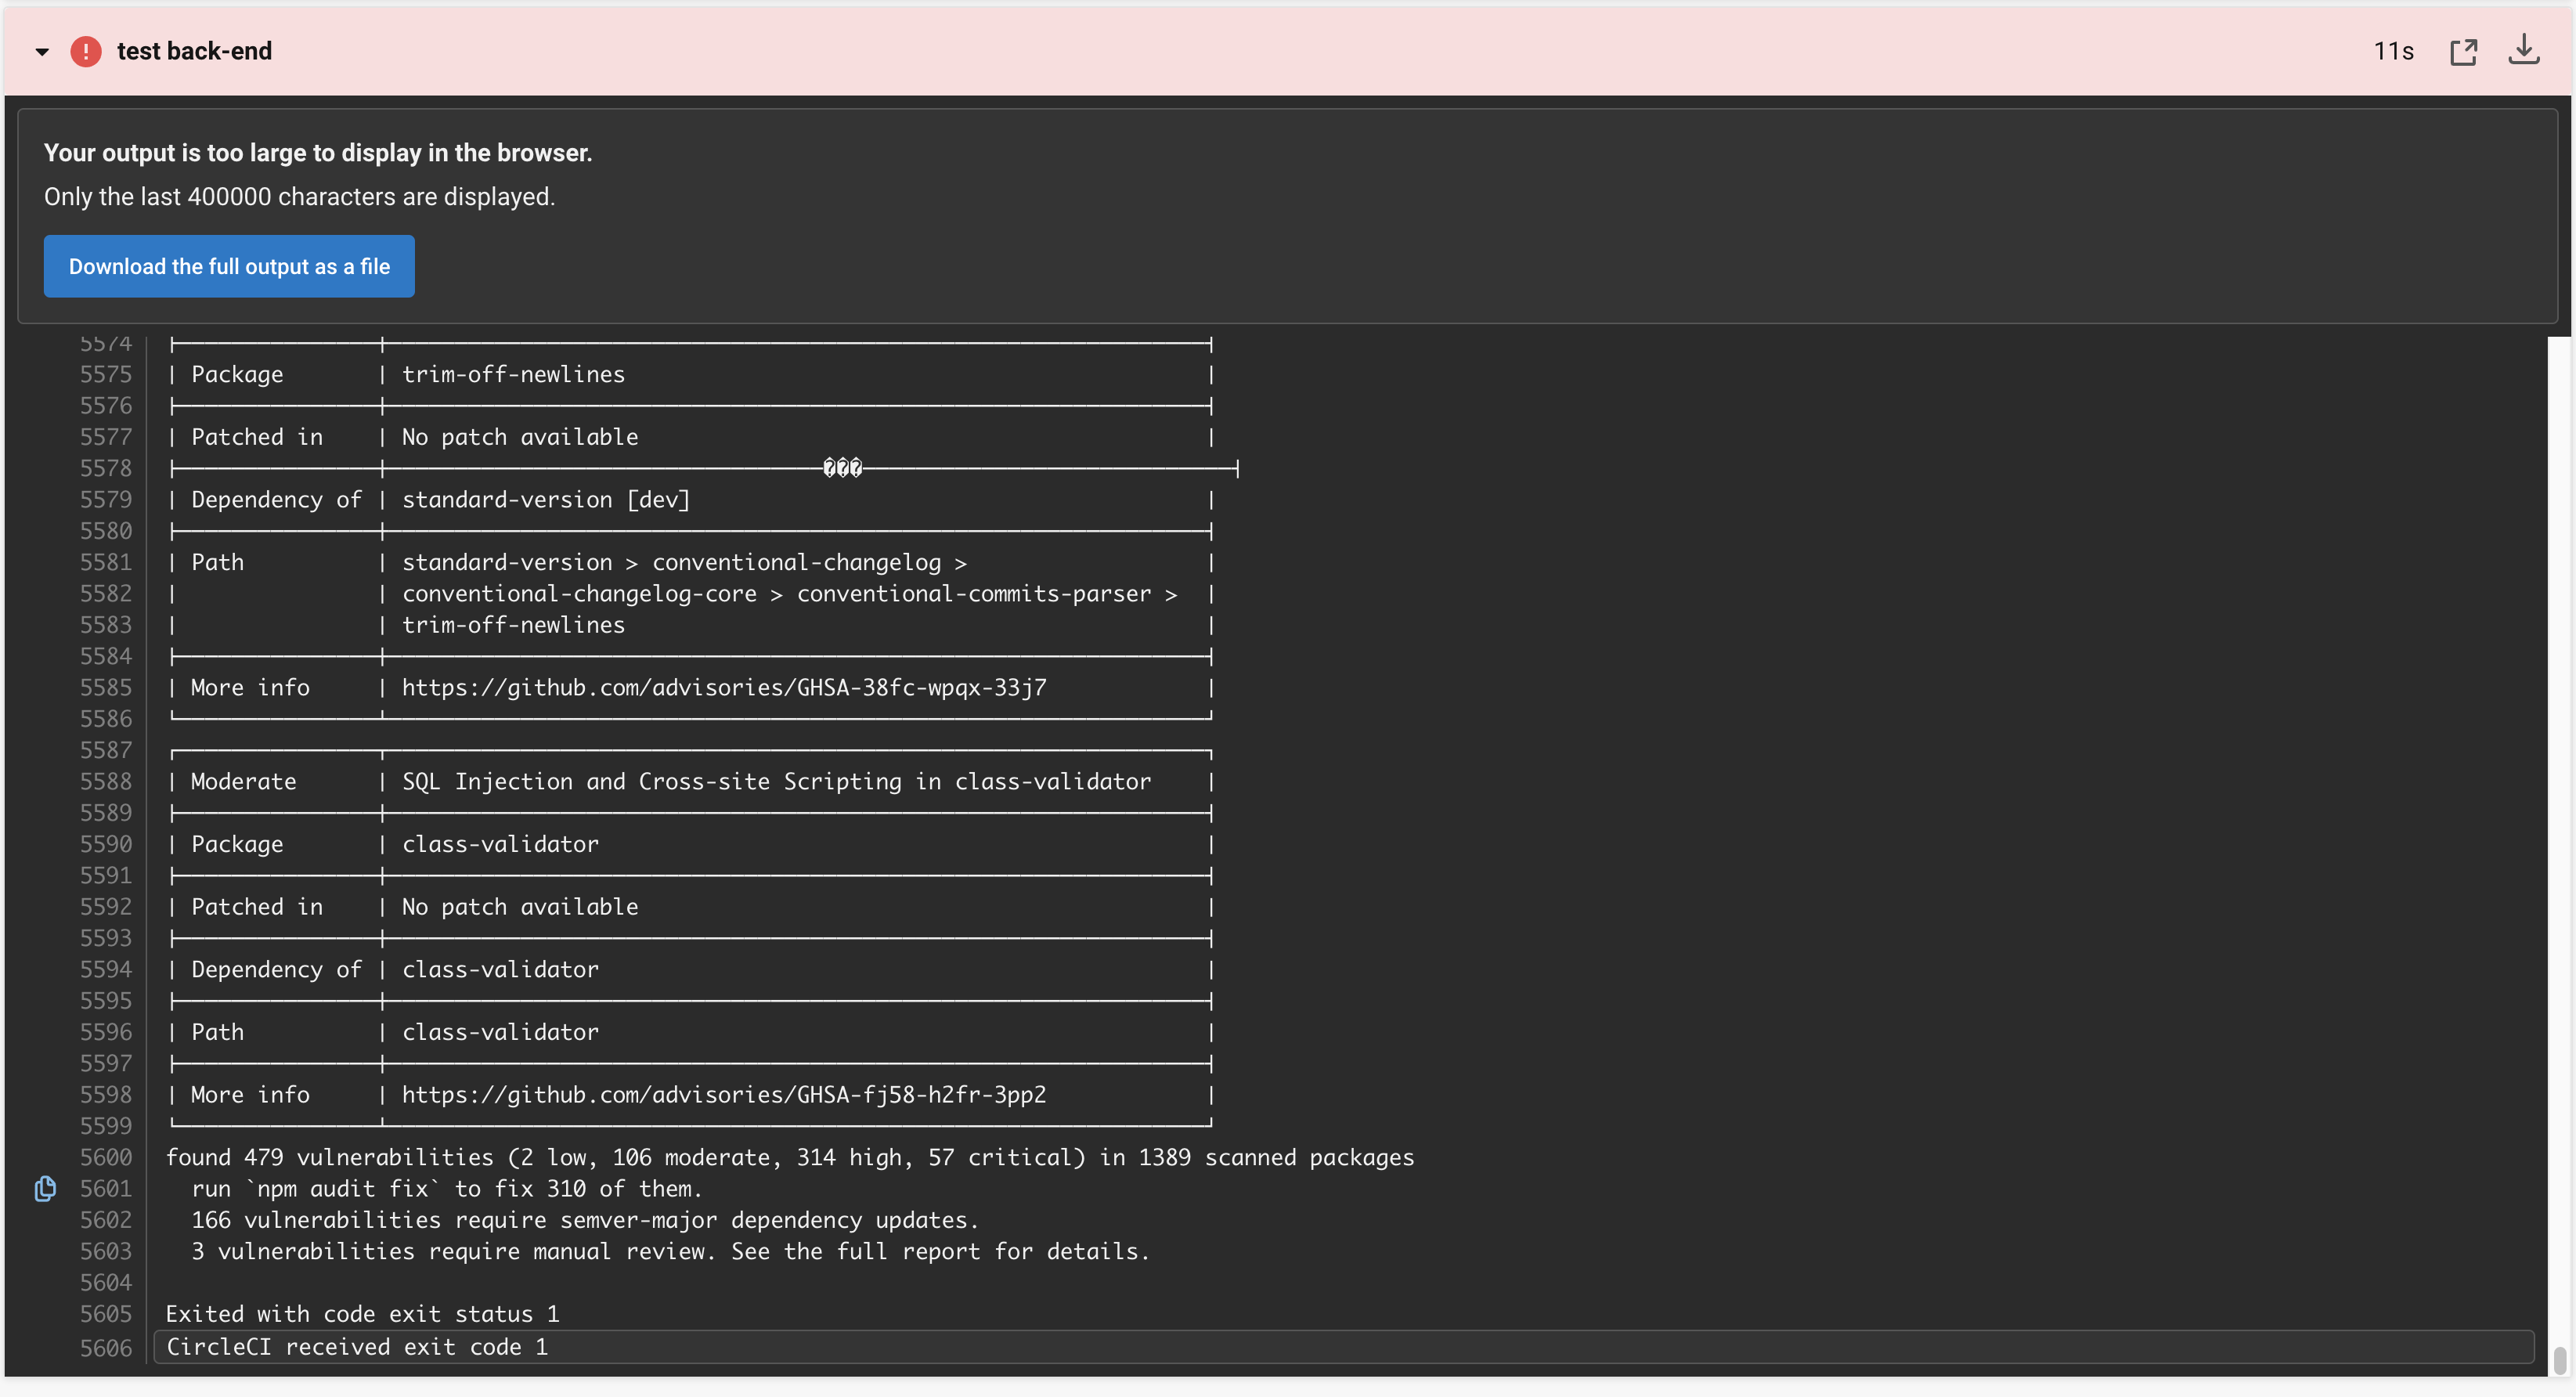 test back-end
11s
Your output is too large to display in the browser.
Only the last 400000 characters are displayed.
Download the full output as a file
5574
5575 | Package | trim-off-newlines |
5576
5577 | Patched in | No patch available |
5578 ���
5579 | Dependency of | standard-version [dev] |
5580
5581 | Path | standard-version > conventional-changelog > |
5582 | | conventional-changelog-core > conventional-commits-parser > |
5583 | | trim-off-newlines |
5584
5585 | More info | https://github.com/advisories/GHSA-38fc-wpqx-33j7 |
5586
5587
5588 | Moderate | SQL Injection and Cross-site Scripting in class-validator |
5589
5590 | Package | class-validator |
5591
5592 | Patched in | No patch available |
5593
5594 | Dependency of | class-validator |
5595
5596 | Path | class-validator |
5597
5598 | More info | https://github.com/advisories/GHSA-fj58-h2fr-3pp2 |
5599
5600 found 479 vulnerabilities (2 low, 106 moderate, 314 high, 57 critical) in 1389 scanned packages
5601 run `npm audit fix` to fix 310 of them.
5602 166 vulnerabilities require semver-major dependency updates.
5603 3 vulnerabilities require manual review. See the full report for details.
5604
5605 Exited with code exit status 1
5606 CircleCI received exit code 1